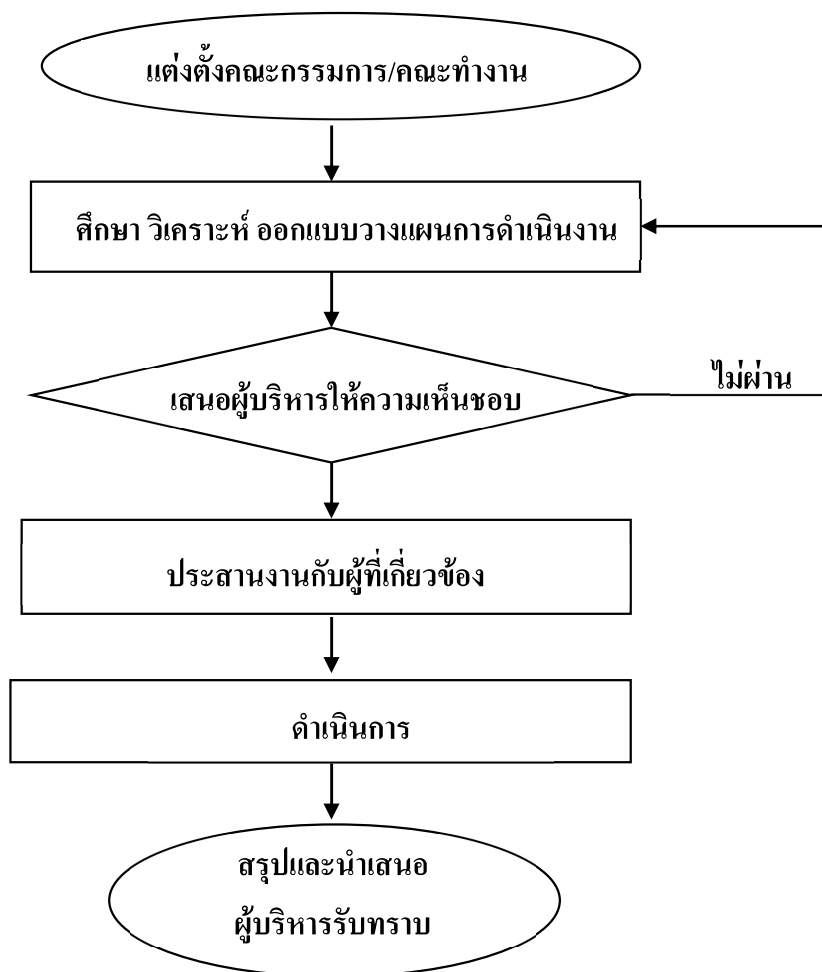 แต่งตั้งคณะกรรมการ/คณะทำงาน
ศึกษา วิเคราะห์ ออกแบบวางแผนการดำเนินงาน
เสนอผู้บริหารให้ความเห็นชอบ
ไม่ผ่าน
ประสานงานกับผู้ที่เกี่ยวข้อง
ดำเนินการ
สรุปและนำเสนอ
ผู้บริหารรับทราบ